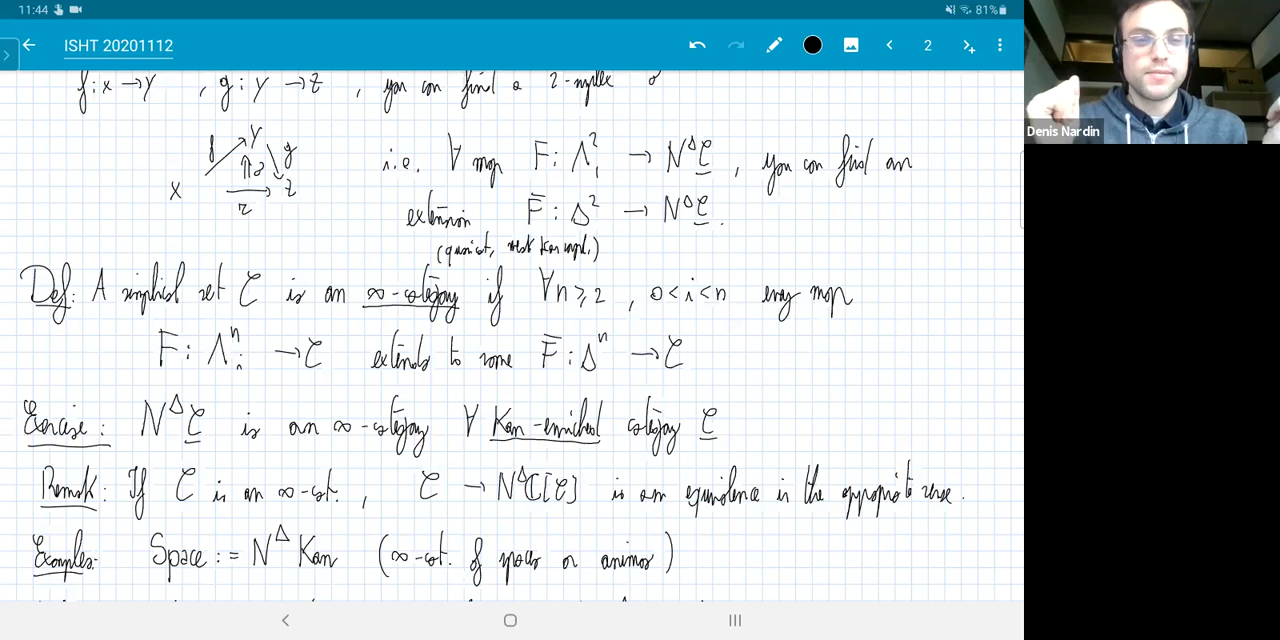 11:44 81%
ISHT 20201112
2
Denis Nardin
f: x → y , g: y → z , you can find a 2-simplex σ
f y g
x σ z
r
i.e. ∀ map F: Λ²₁ → N^Δ C̲ , you can find an
extension F̄: Δ² → N^Δ C̲ .
(quasicat, weak Kan compl.)
Def: A simplicial set C is an ∞-category if ∀ n ≥ 2 , 0 < i < n every map
F: Λⁿᵢ → C extends to some F̄: Δⁿ → C
Exercise: N^Δ C̲ is an ∞-category ∀ Kan-enriched category C̲
Remark: If C is an ∞-cat. , C → N^Δ ℂ[C] is an equivalence in the appropriate sense.
Examples: Space := N^Δ Kan (∞-cat. of spaces or animas)